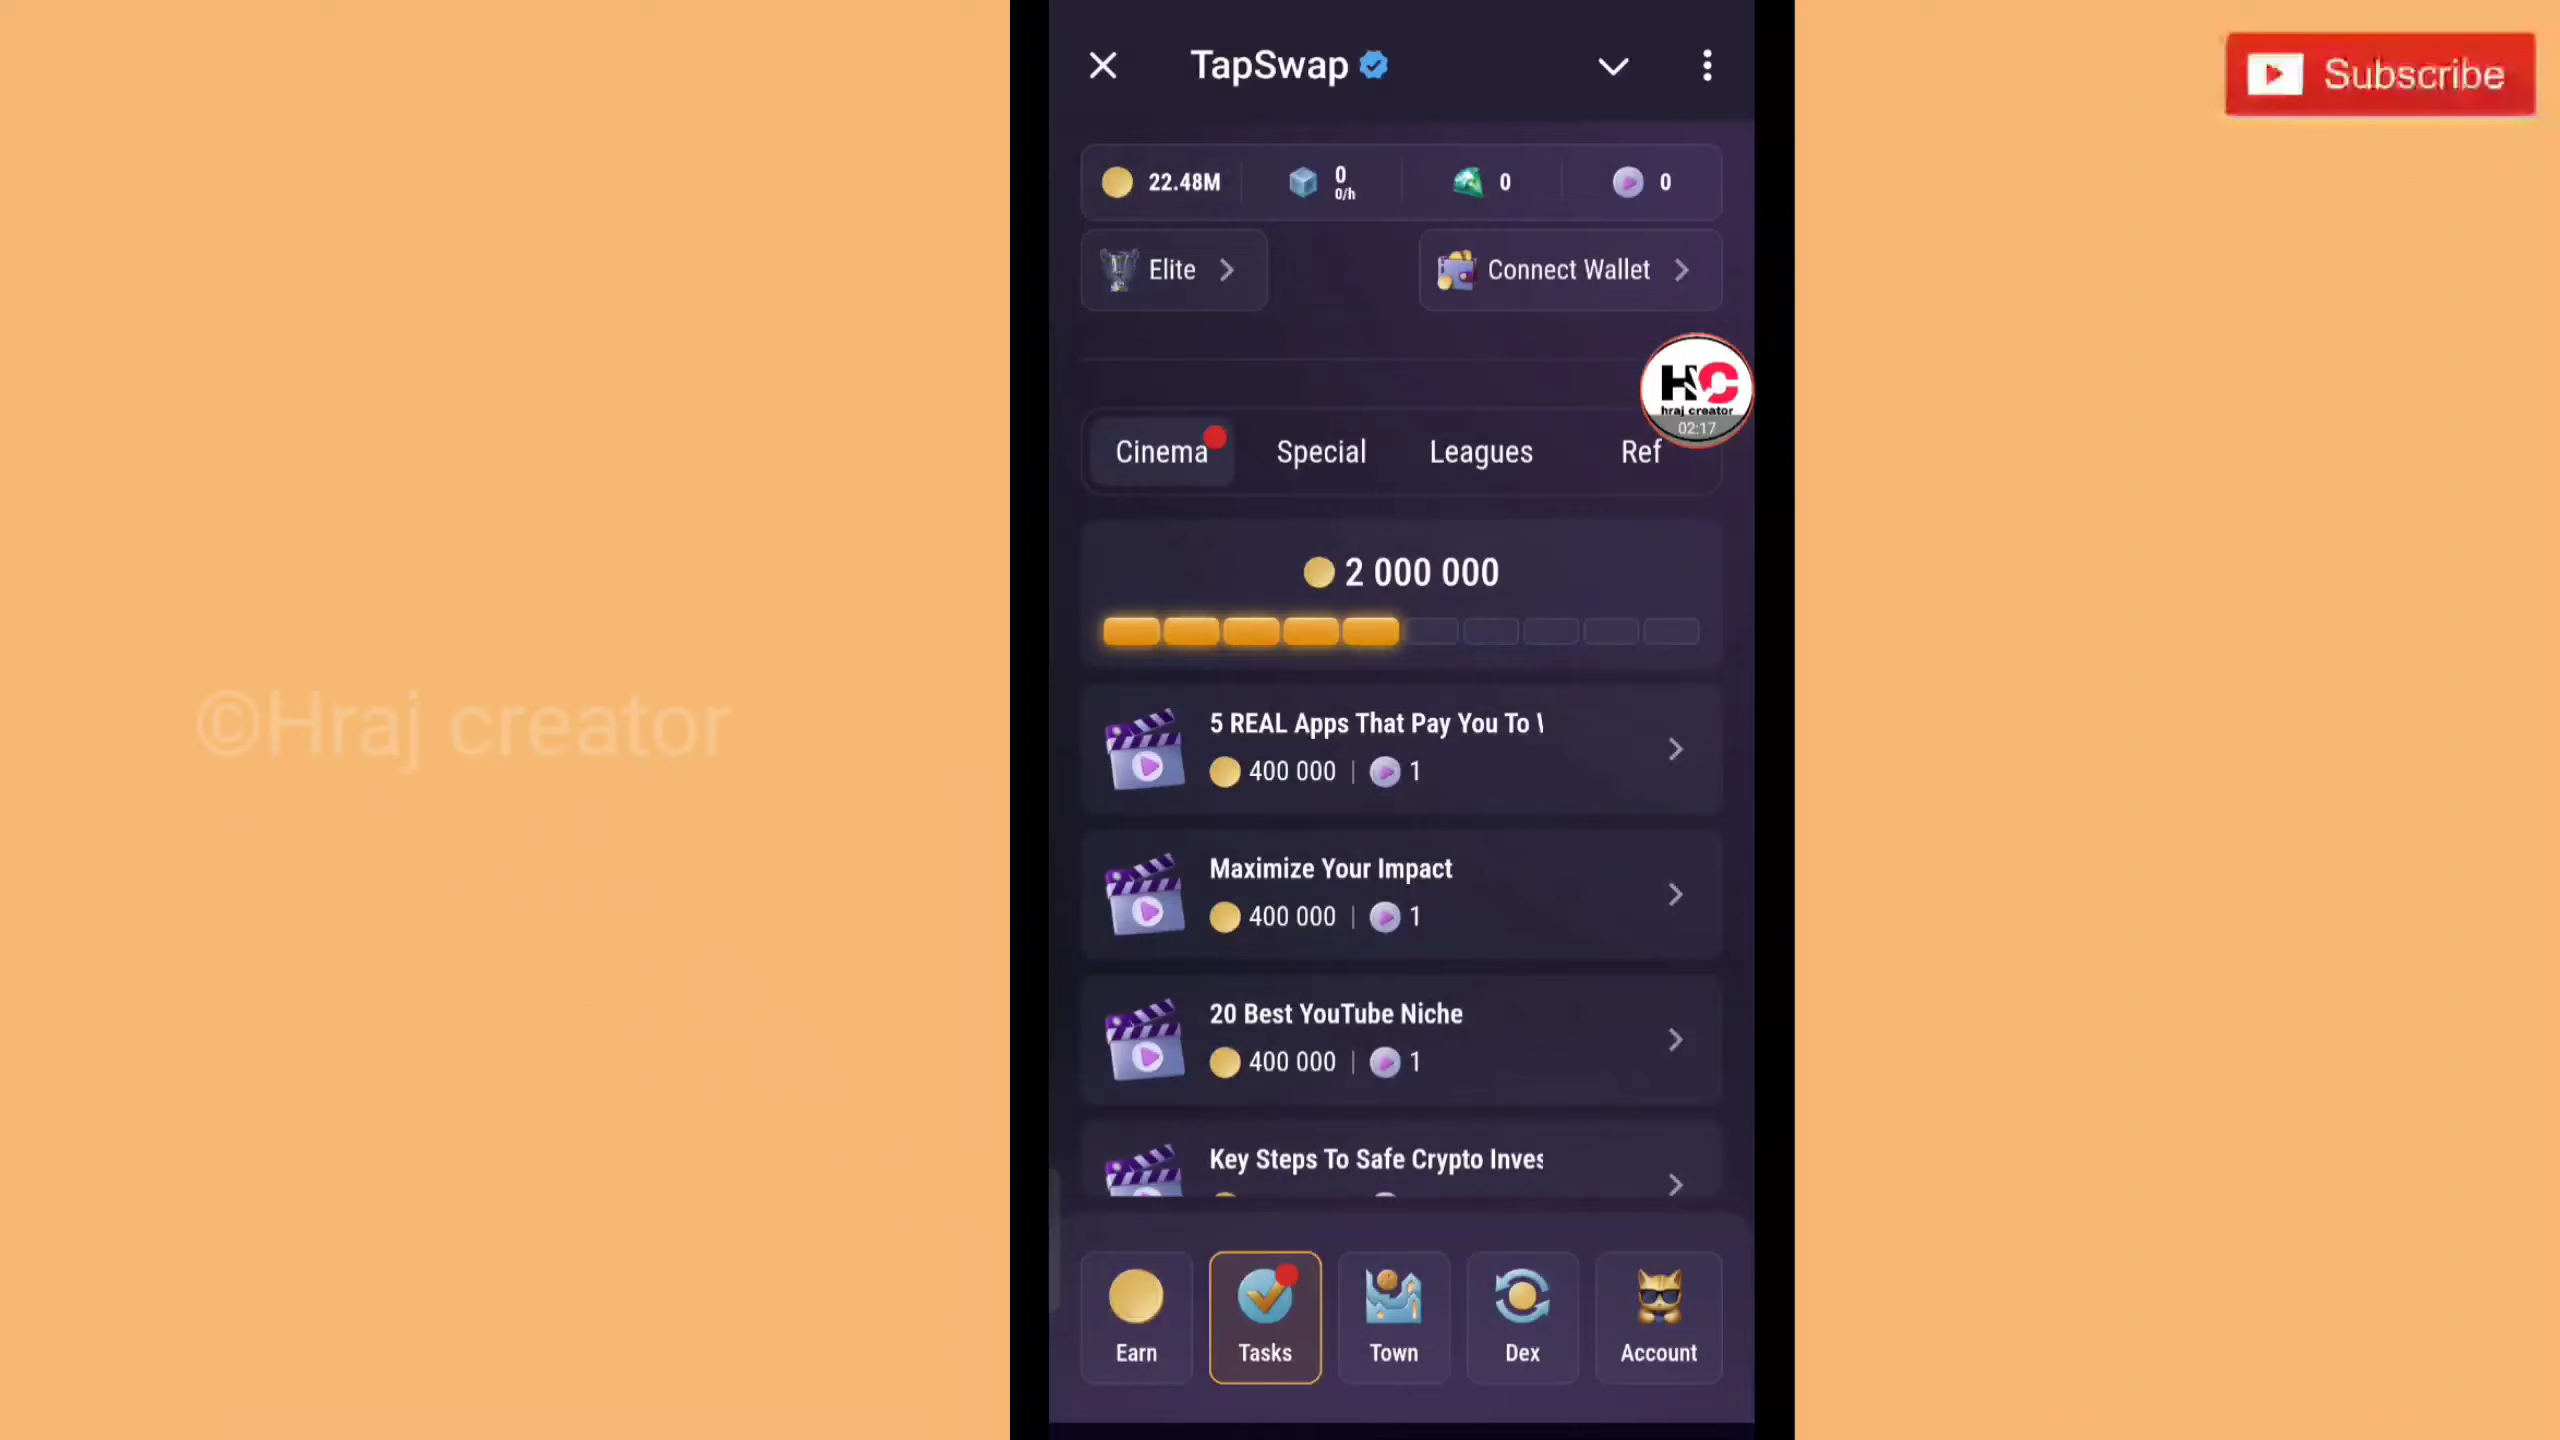 TapSwap
Subscribe
22.48M
0
0/h
0
0
Elite
Connect Wallet
HC
hraj creator
02:17
Cinema
Special
Leagues
Ref
2 000 000
©Hraj creator
5 REAL Apps That Pay You To
400 000 | 1
Maximize Your Impact
400 000 | 1
20 Best YouTube Niche
400 000 | 1
Key Steps To Safe Crypto Inves
Earn
Tasks
Town
Dex
Account